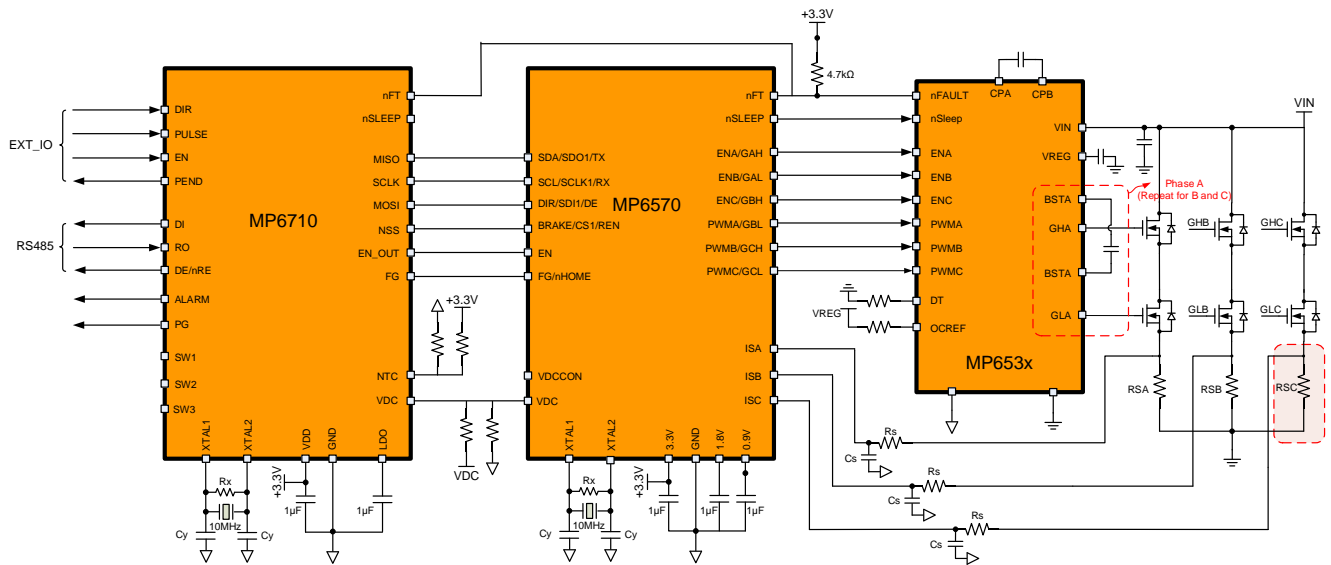 +3.3V
4.7kΩ
VIN
EXT_IO
RS485
MP6710
DIR
PULSE
EN
PEND
DI
RO
DE/nRE
ALARM
PG
SW1
SW2
SW3
nFT
nSLEEP
MISO
SCLK
MOSI
NSS
EN_OUT
FG
NTC
VDC
XTAL1
XTAL2
VDD
GND
LDO
+3.3V
VDC
Rx
10MHz
Cy
Cy
+3.3V
1µF
1µF
MP6570
SDA/SDO1/TX
SCL/SCLK1/RX
DIR/SDI1/DE
BRAKE/CS1/REN
EN
FG/nHOME
VDCCON
VDC
nFT
nSLEEP
ENA/GAH
ENB/GAL
ENC/GBH
PWMA/GBL
PWMB/GCH
PWMC/GCL
ISA
ISB
ISC
XTAL1
XTAL2
3.3V
GND
1.8V
0.9V
Rx
10MHz
Cy
Cy
+3.3V
1µF
1µF
1µF
MP653x
CPA
CPB
nFAULT
nSleep
ENA
ENB
ENC
PWMA
PWMB
PWMC
DT
OCREF
VREG
VIN
VREG
BSTA
GHA
BSTA
GLA
Phase A
(Repeat for B and C)
GHB
GHC
GLB
GLC
RSA
RSB
RSC
Rs
Cs
Rs
Cs
Rs
Cs